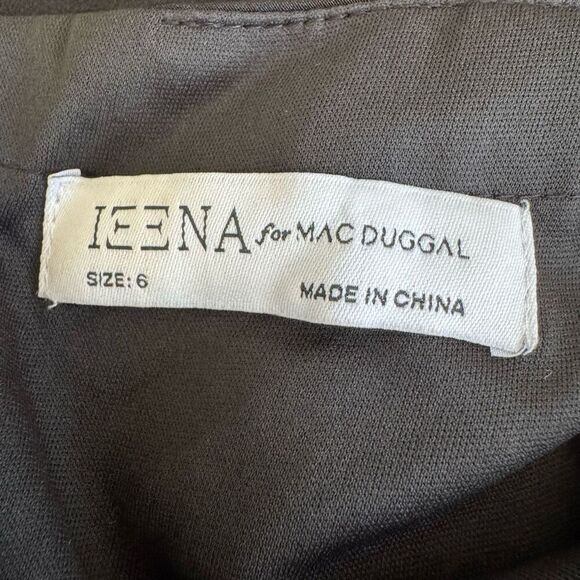 IEENA for MAC DUGGAL
SIZE: 6
MADE IN CHINA